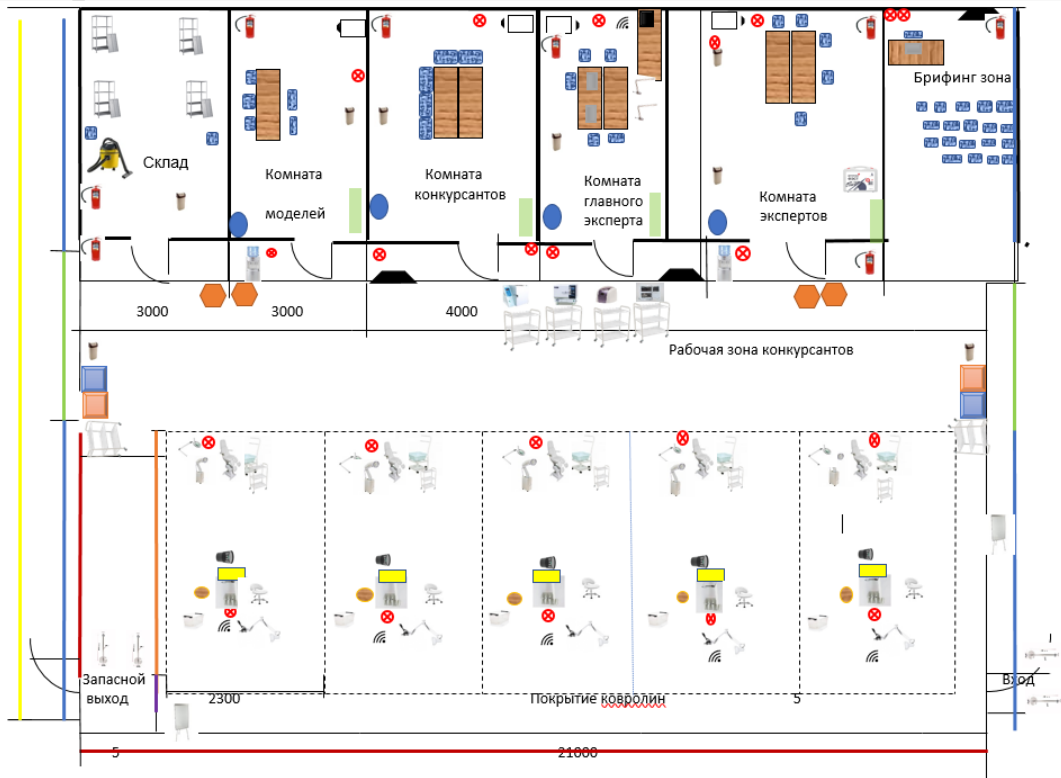 Брифинг зона
Склад
Комната
моделей
Комната
конкурсантов
Комната
главного
эксперта
Комната
экспертов
3000
3000
4000
Рабочая зона конкурсантов
Запасной
выход
2300
Покрытие ковролин
5
Вход
5
21000